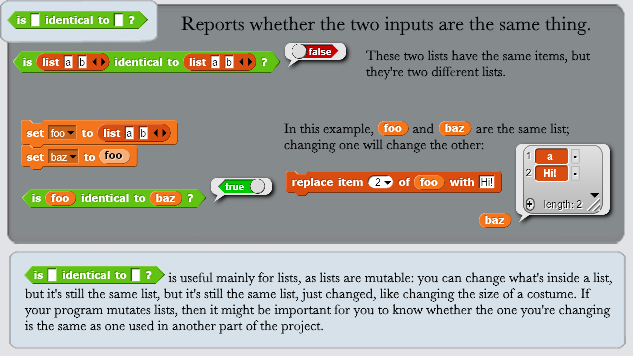 is identical to ?
Reports whether the two inputs are the same thing.
is list a b identical to list a b ?
false
These two lists have the same items, but
they're two different lists.
set foo to list a b
set baz to foo
is foo identical to baz ?
true
In this example, foo and baz are the same list;
changing one will change the other:
replace item 2 of foo with Hi!
baz
1 a
2 Hi!
length: 2
is identical to ? is useful mainly for lists, as lists are mutable: you can change what's inside a list,
but it's still the same list, but it's still the same list, just changed, like changing the size of a costume. If
your program mutates lists, then it might be important for you to know whether the one you're changing
is the same as one used in another part of the project.